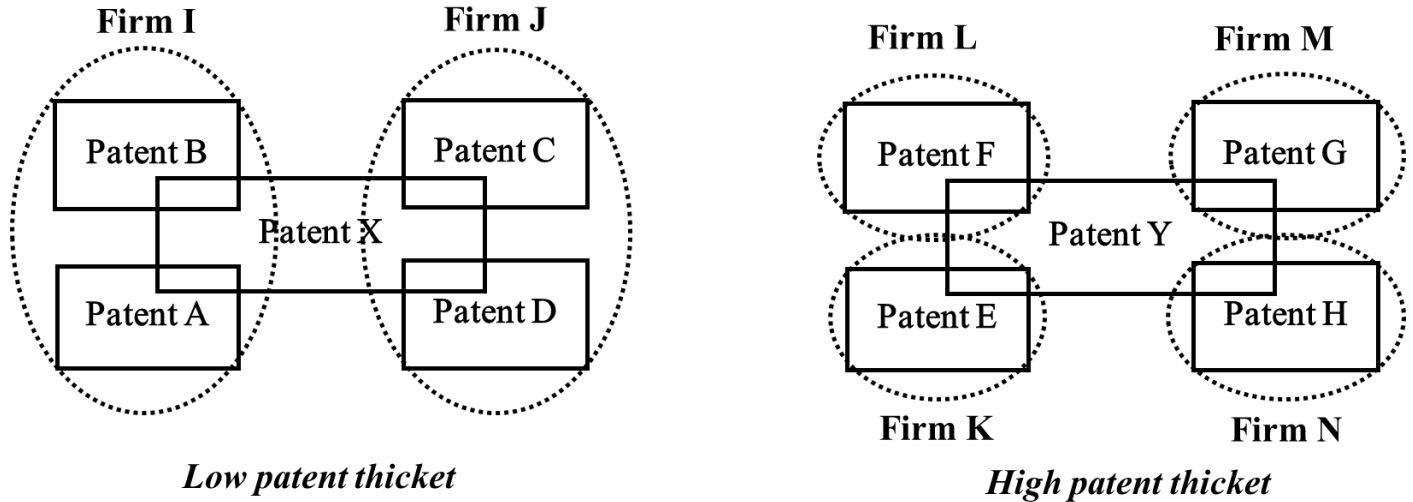 Firm I
Firm J
Patent B
Patent C
Patent X
Patent A
Patent D
Low patent thicket
Firm L
Firm M
Patent F
Patent G
Patent Y
Patent E
Patent H
Firm K
Firm N
High patent thicket